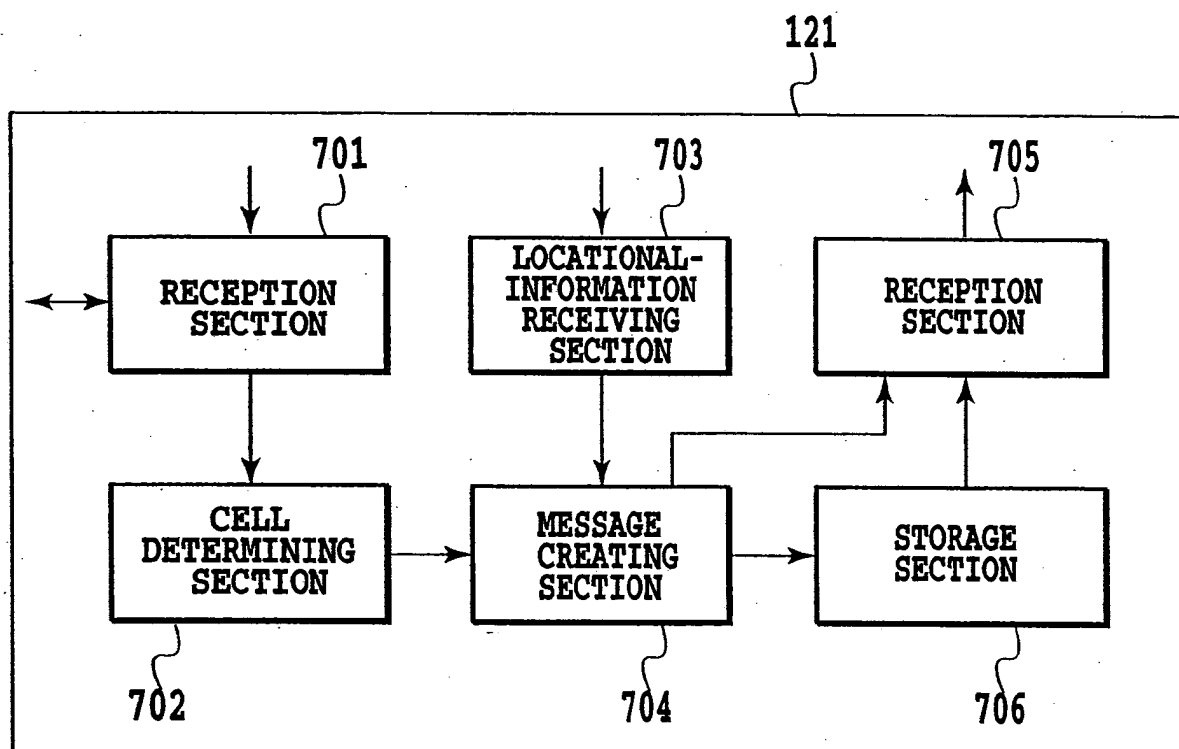 121
701
703
705
RECEPTION
SECTION
LOCATIONAL-
INFORMATION
RECEIVING
SECTION
RECEPTION
SECTION
CELL
DETERMINING
SECTION
MESSAGE
CREATING
SECTION
STORAGE
SECTION
702
704
706